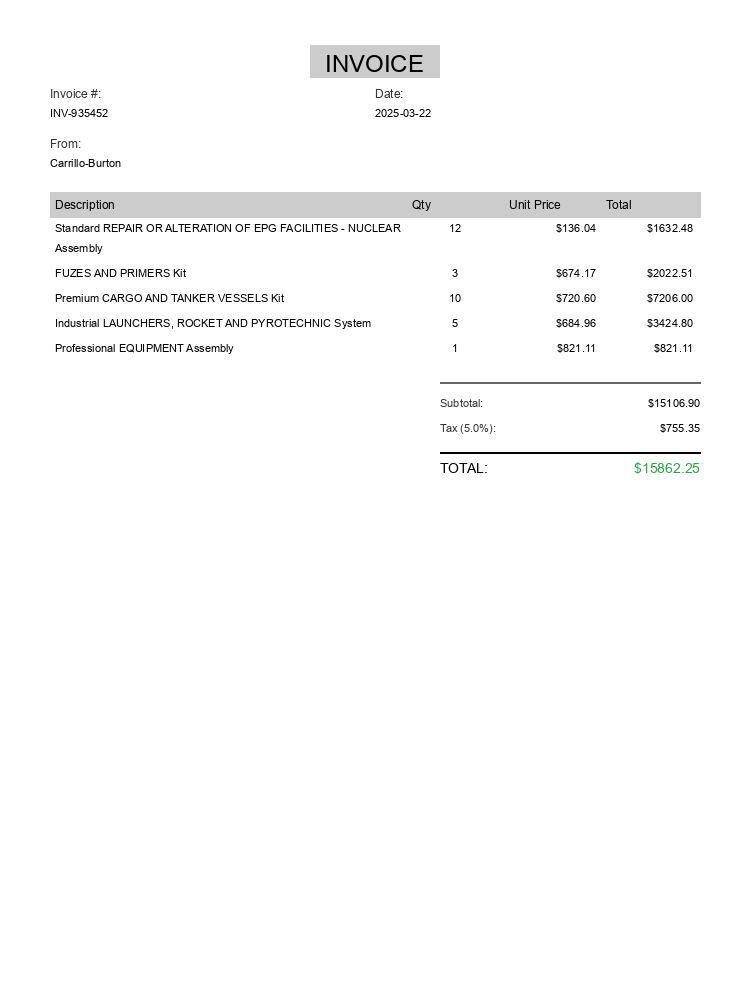 INVOICE
Invoice #: Date:
INV-935452 2025-03-22
From:
Carrillo-Burton
Description Qty Unit Price Total
Standard REPAIR OR ALTERATION OF EPG FACILITIES - NUCLEAR 12 $136.04 $1632.48
Assembly
FUZES AND PRIMERS Kit 3 $674.17 $2022.51
Premium CARGO AND TANKER VESSELS Kit 10 $720.60 $7206.00
Industrial LAUNCHERS, ROCKET AND PYROTECHNIC System 5 $684.96 $3424.80
Professional EQUIPMENT Assembly 1 $821.11 $821.11
Subtotal: $15106.90
Tax (5.0%): $755.35
TOTAL: $15862.25